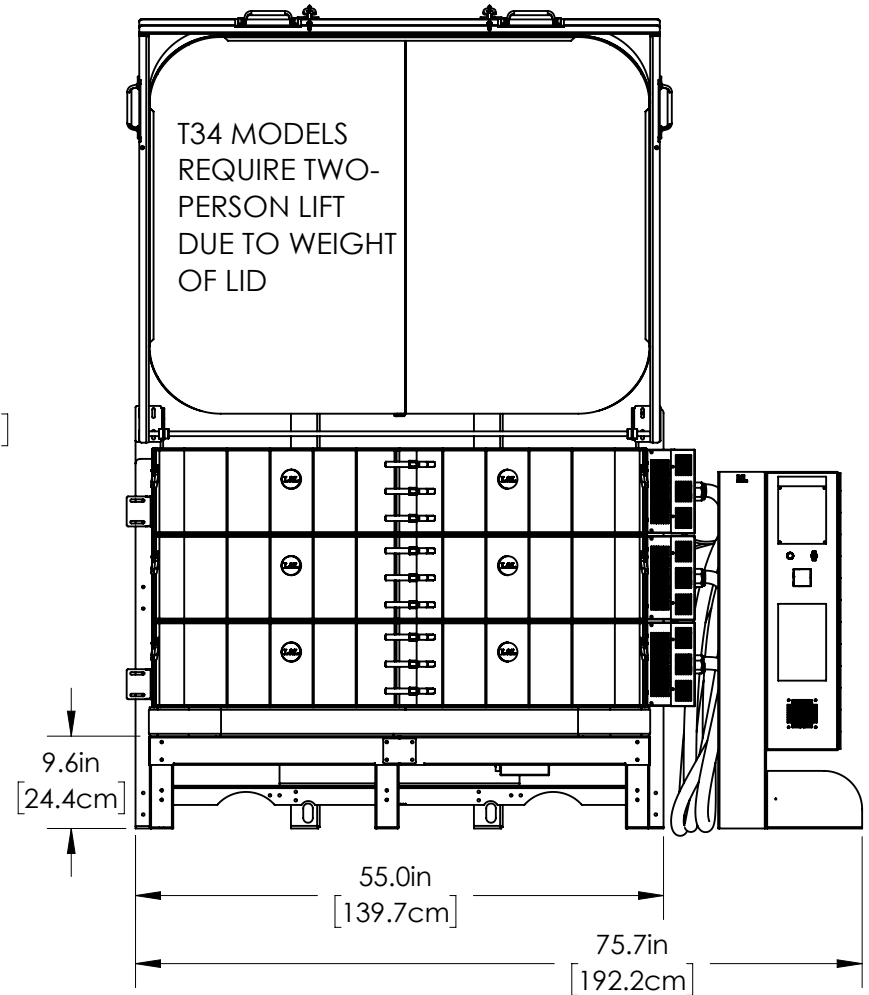 T34 MODELS
REQUIRE TWO-
PERSON LIFT
DUE TO WEIGHT
OF LID
]
9.6in
[24.4cm]
55.0in
[139.7cm]
75.7in
[192.2cm]